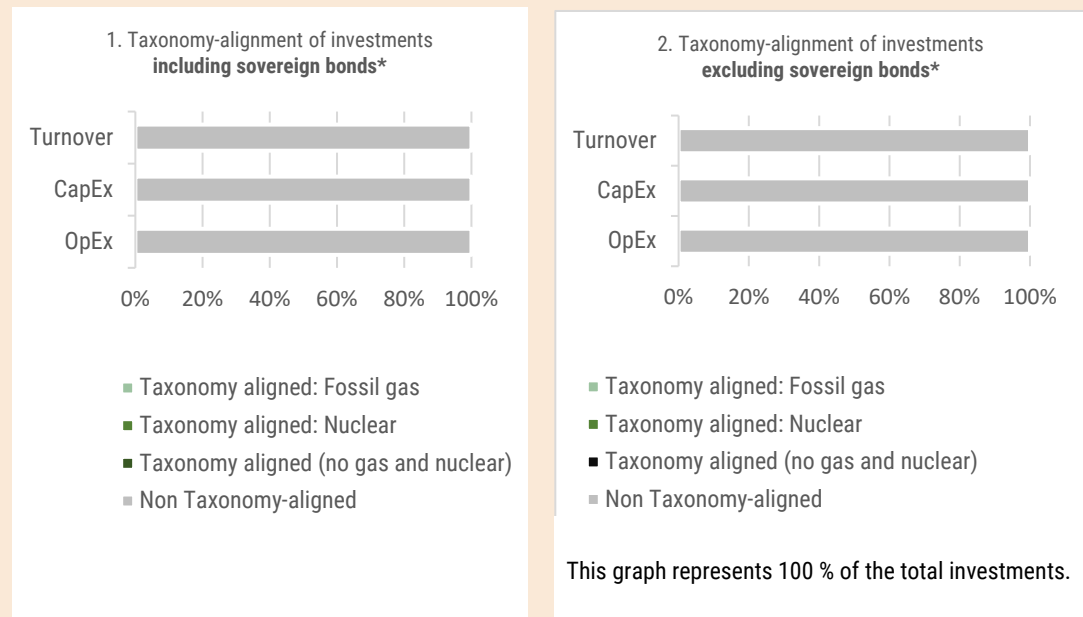 1. Taxonomy-alignment of investments
including sovereign bonds*
Turnover
CapEx
OpEx
0% 20% 40% 60% 80% 100%
Taxonomy aligned: Fossil gas
Taxonomy aligned: Nuclear
Taxonomy aligned (no gas and nuclear)
Non Taxonomy-aligned
2. Taxonomy-alignment of investments
excluding sovereign bonds*
Turnover
CapEx
OpEx
0% 20% 40% 60% 80% 100%
Taxonomy aligned: Fossil gas
Taxonomy aligned: Nuclear
Taxonomy aligned (no gas and nuclear)
Non Taxonomy-aligned
This graph represents 100 % of the total investments.